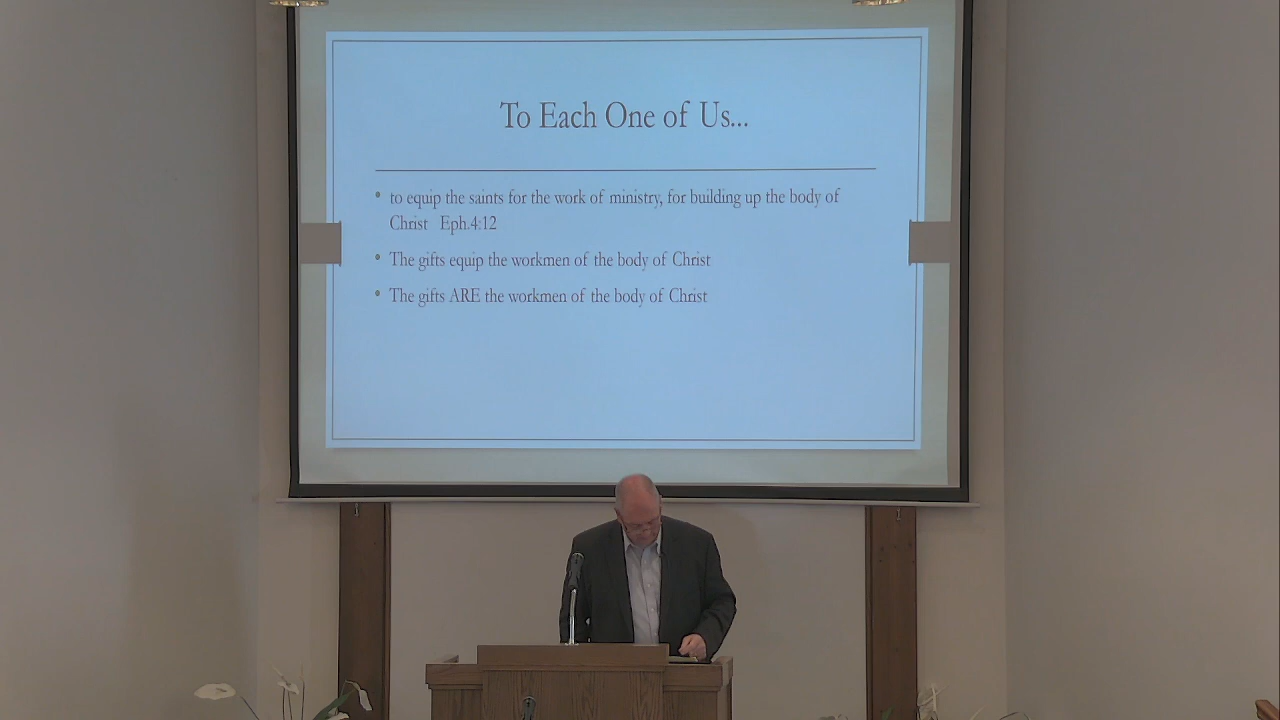 To Each One of Us...
• to equip the saints for the work of ministry, for building up the body of
Christ Eph.4:12
• The gifts equip the workmen of the body of Christ
• The gifts ARE the workmen of the body of Christ